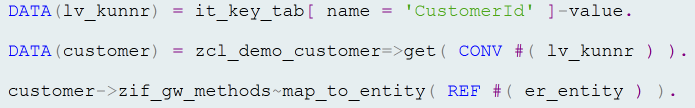 DATA(lv_kunnr) = it_key_tab[ name = 'CustomerId' ]-value.
DATA(customer) = zcl_demo_customer=>get( CONV #( lv_kunnr ) ).
customer->zif_gw_methods~map_to_entity( REF #( er_entity ) ).